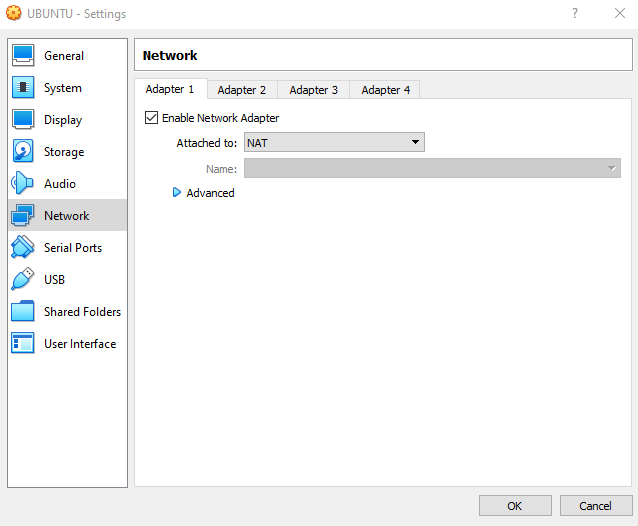 UBUNTU - Settings
?
General
System
Display
Storage
Audio
Network
Serial Ports
USB
Shared Folders
User Interface
Network
Adapter 1 Adapter 2 Adapter 3 Adapter 4
Enable Network Adapter
Attached to: NAT
Name:
Advanced
OK Cancel